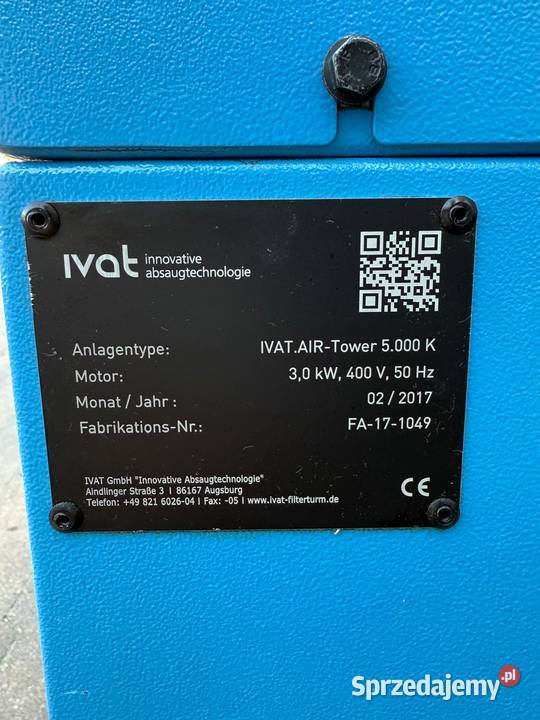 ivat innovative
absaugtechnologie
Anlagentype: IVAT.AIR-Tower 5.000 K
Motor: 3,0 kW, 400 V, 50 Hz
Monat / Jahr : 02 / 2017
Fabrikations-Nr.: FA-17-1049
IVAT GmbH "Innovative Absaugtechnologie"
Aindlinger Straße 3 | 86167 Augsburg
Telefon: +49 821 6026-04 | Fax: -05 | www.ivat-filterturm.de
CE
Sprzedajemy.pl